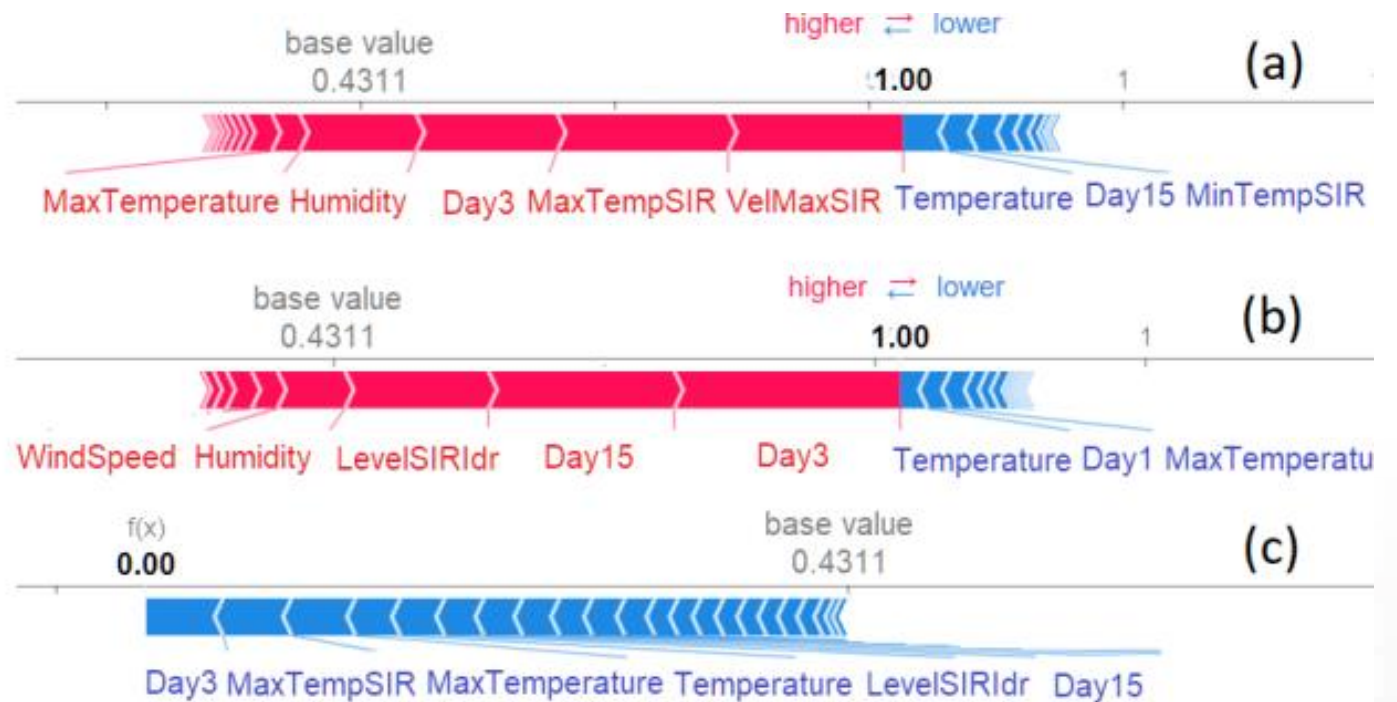 higher ⇄ lower
base value
0.4311 1.00 1 (a)
MaxTemperature Humidity Day3 MaxTempSIR VelMaxSIR Temperature Day15 MinTempSIR
higher ⇄ lower
base value (b)
0.4311 1.00 1
WindSpeed Humidity LevelSIRIdr Day15 Day3 Temperature Day1 MaxTemperatu
f(x) base value (c)
0.00 0.4311
Day3 MaxTempSIR MaxTemperature Temperature LevelSIRIdr Day15